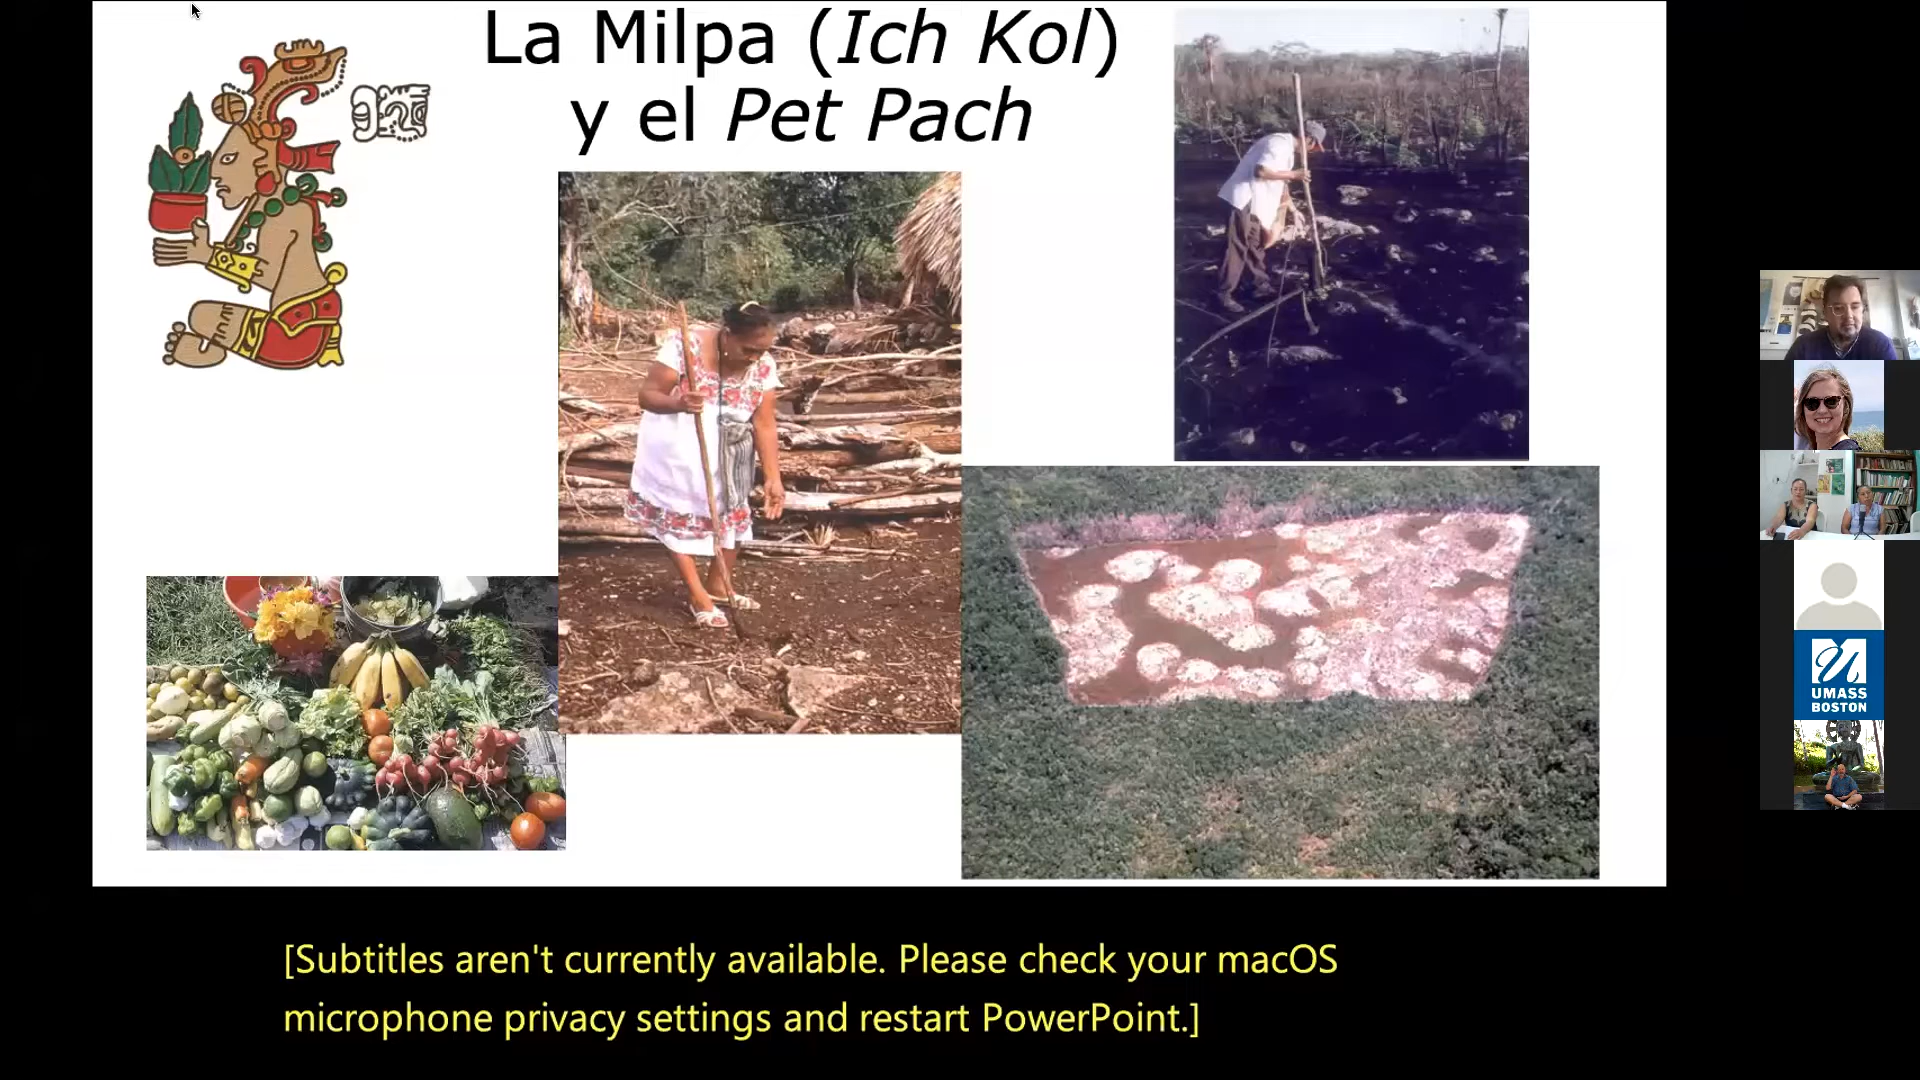 La Milpa (Ich Kol)
y el Pet Pach
UMASS
BOSTON
[Subtitles aren't currently available. Please check your macOS
microphone privacy settings and restart PowerPoint.]